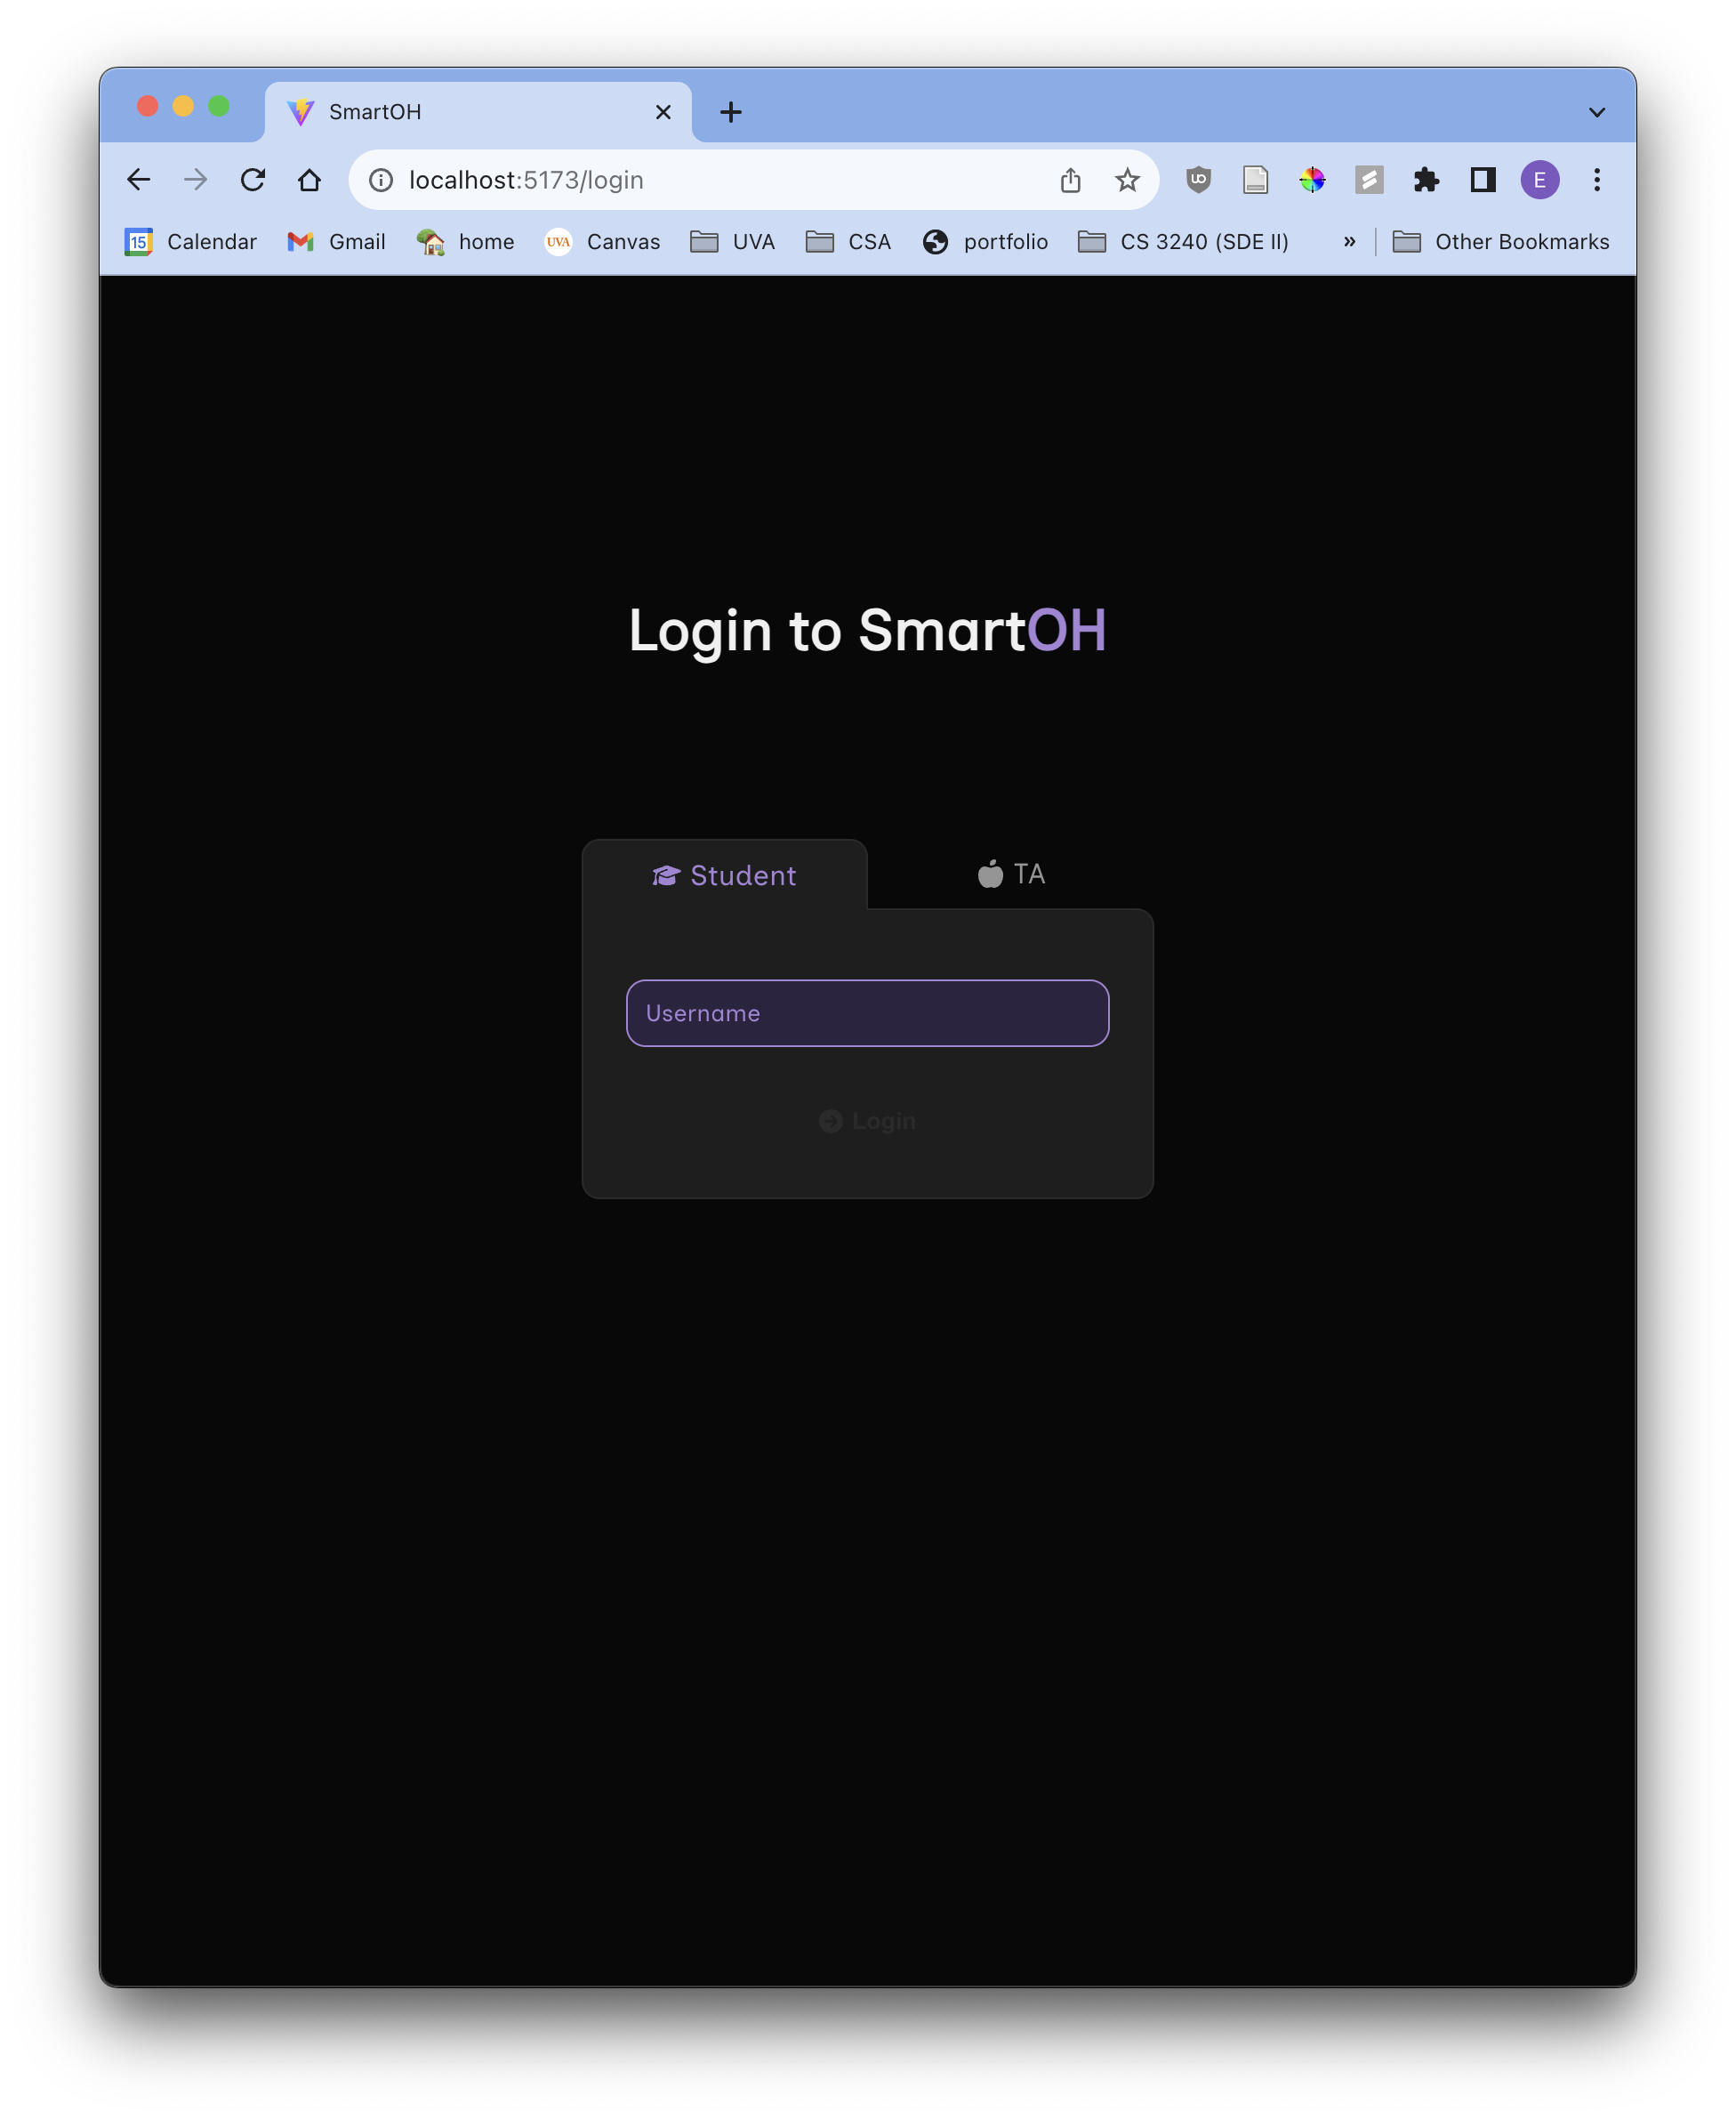 SmartOH
localhost:5173/login
UO
E
15 Calendar Gmail home UVA Canvas UVA CSA portfolio CS 3240 (SDE II) » Other Bookmarks
Login to SmartOH
Student TA
Username
Login